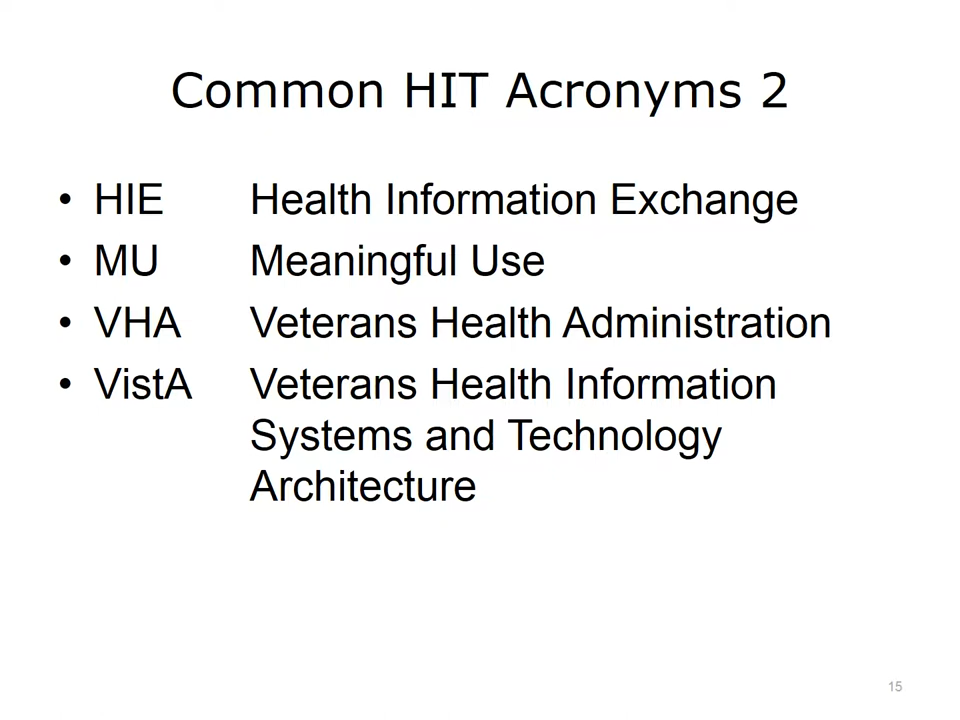 Common HIT Acronyms 2
• HIE Health Information Exchange
• MU Meaningful Use
• VHA Veterans Health Administration
• VistA Veterans Health Information
Systems and Technology
Architecture
15